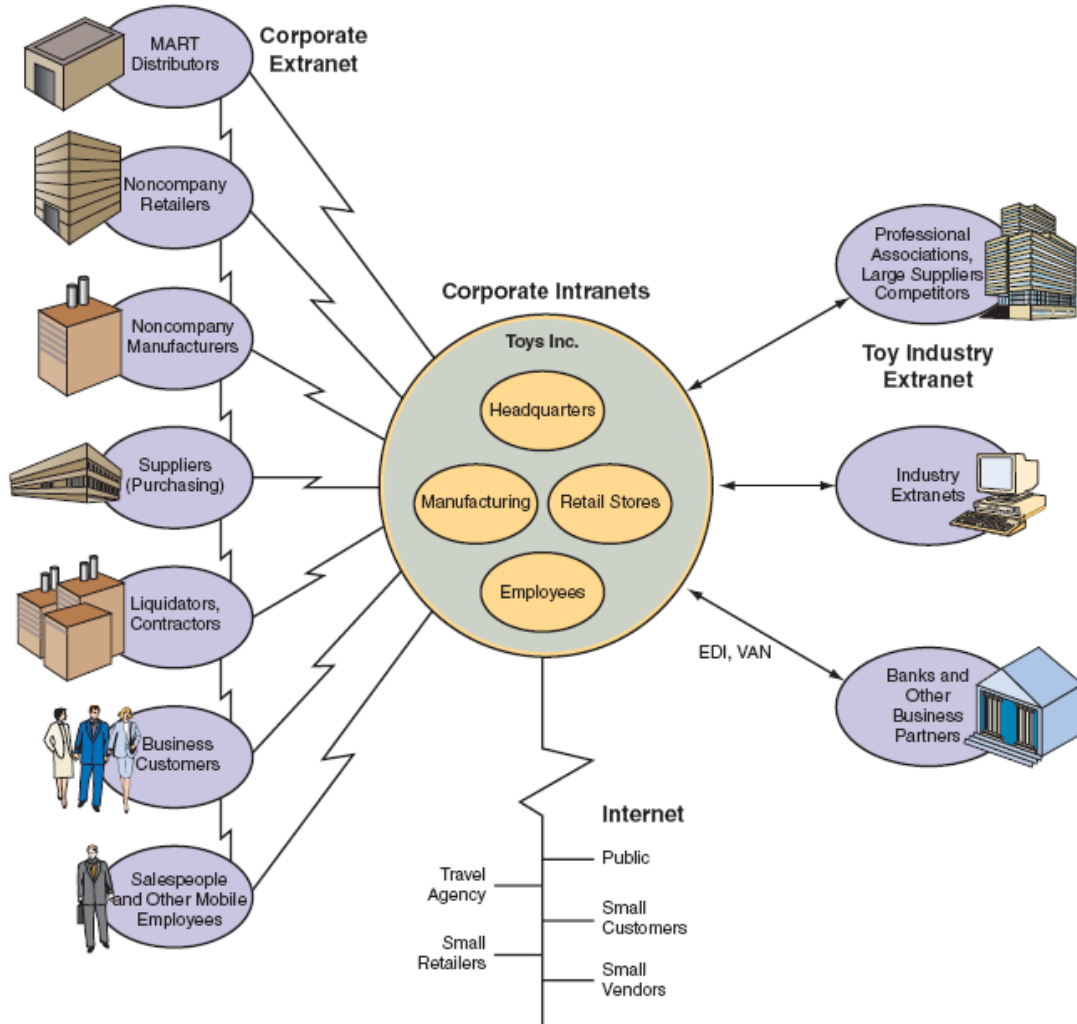 MART
Distributors
Corporate
Extranet
Noncompany
Retailers
Noncompany
Manufacturers
Suppliers
(Purchasing)
Liquidators,
Contractors
Business
Customers
Salespeople
and Other Mobile
Employees
Corporate Intranets
Toys Inc.
Headquarters
Manufacturing
Retail Stores
Employees
Professional
Associations,
Large Suppliers
Competitors
Toy Industry
Extranet
Industry
Extranets
EDI, VAN
Banks and
Other
Business
Partners
Internet
Public
Travel
Agency
Small
Customers
Small
Retailers
Small
Vendors